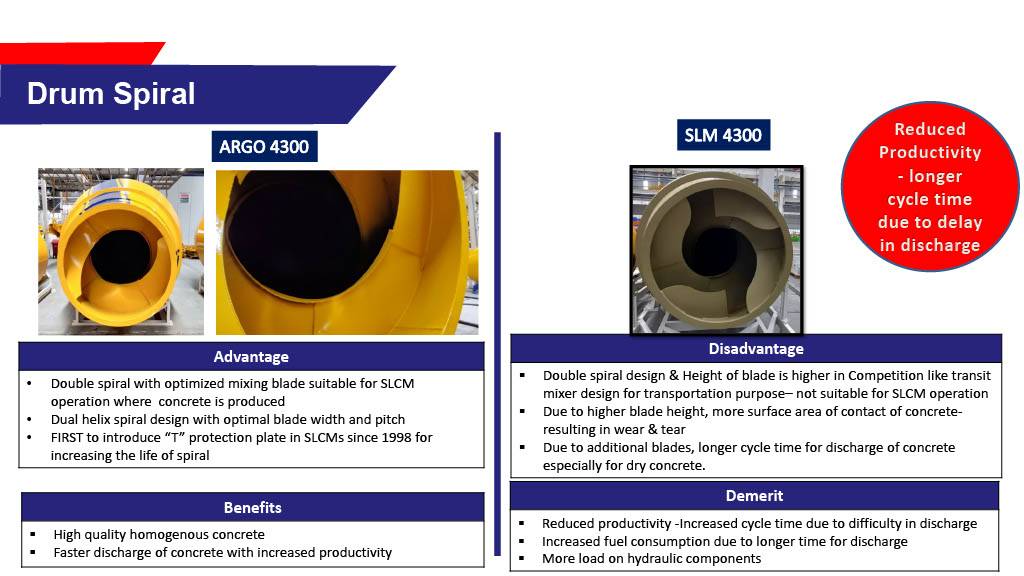 Drum Spiral
ARGO 4300
Advantage
• Double spiral with optimized mixing blade suitable for SLCM
operation where concrete is produced
• Dual helix spiral design with optimal blade width and pitch
• FIRST to introduce “T” protection plate in SLCMs since 1998 for
increasing the life of spiral
Benefits
▪ High quality homogenous concrete
▪ Faster discharge of concrete with increased productivity
SLM 4300
Reduced
Productivity
- longer
cycle time
due to delay
in discharge
Disadvantage
▪ Double spiral design & Height of blade is higher in Competition like transit
mixer design for transportation purpose– not suitable for SLCM operation
▪ Due to higher blade height, more surface area of contact of concrete-
resulting in wear & tear
▪ Due to additional blades, longer cycle time for discharge of concrete
especially for dry concrete.
Demerit
▪ Reduced productivity -Increased cycle time due to difficulty in discharge
▪ Increased fuel consumption due to longer time for discharge
▪ More load on hydraulic components